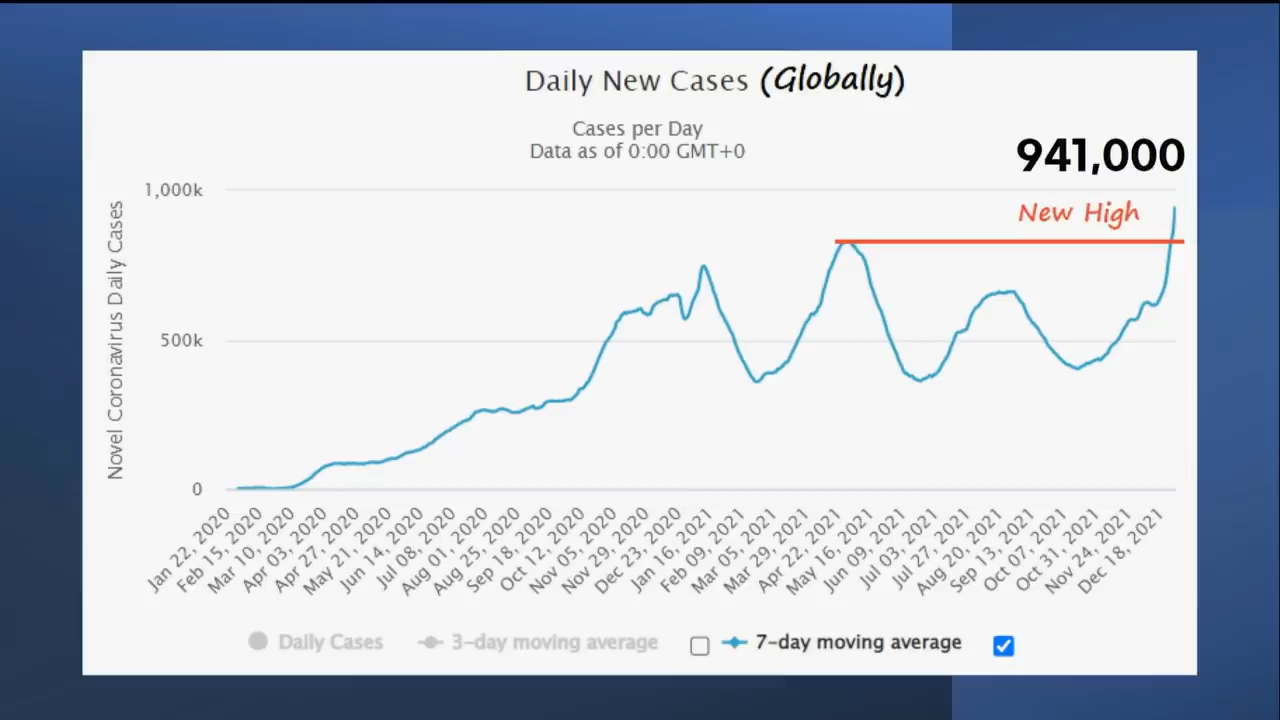 Daily New Cases (Globally)
Cases per Day
Data as of 0:00 GMT+0
941,000
New High
Novel Coronavirus Daily Cases
1,000k
500k
0
Jan 22, 2020
Feb 15, 2020
Mar 10, 2020
Apr 03, 2020
Apr 27, 2020
May 21, 2020
Jun 14, 2020
Jul 08, 2020
Aug 01, 2020
Aug 25, 2020
Sep 18, 2020
Oct 12, 2020
Nov 05, 2020
Nov 29, 2020
Dec 23, 2020
Jan 16, 2021
Feb 09, 2021
Mar 05, 2021
Mar 29, 2021
Apr 22, 2021
May 16, 2021
Jun 09, 2021
Jul 03, 2021
Jul 27, 2021
Aug 20, 2021
Sep 13, 2021
Oct 07, 2021
Oct 31, 2021
Nov 24, 2021
Dec 18, 2021
Daily Cases 3-day moving average 7-day moving average